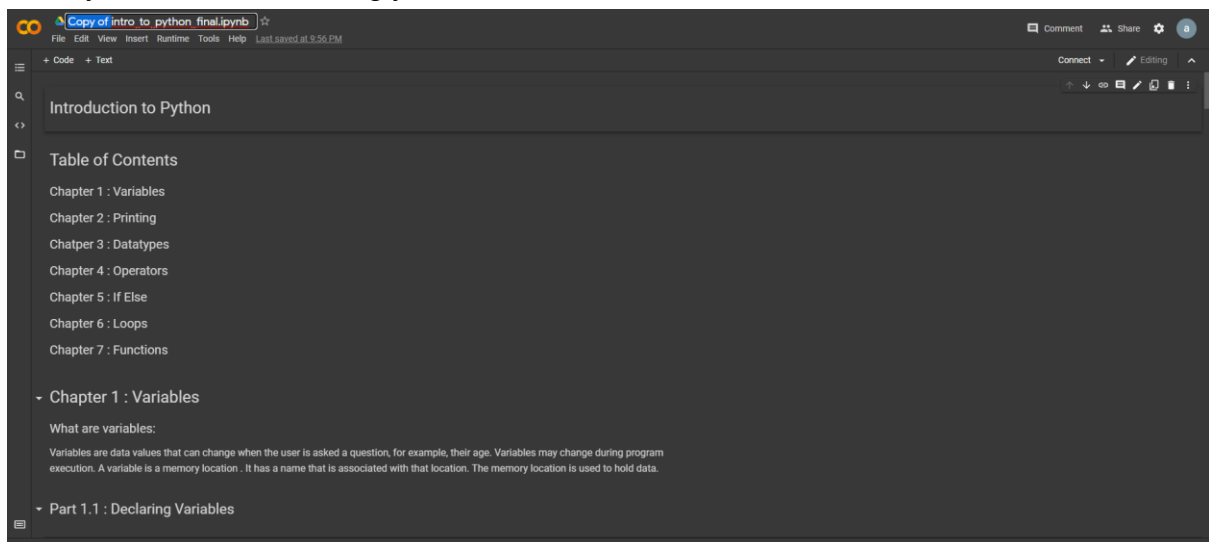 Copy of intro_to_python_final.ipynb
Comment Share a
File Edit View Insert Runtime Tools Help Last saved at 9:56 PM
+ Code + Text Connect Editing
Introduction to Python
Table of Contents
Chapter 1 : Variables
Chapter 2 : Printing
Chatper 3 : Datatypes
Chapter 4 : Operators
Chapter 5 : If Else
Chapter 6 : Loops
Chapter 7 : Functions
Chapter 1 : Variables
What are variables:
Variables are data values that can change when the user is asked a question, for example, their age. Variables may change during program
execution. A variable is a memory location . It has a name that is associated with that location. The memory location is used to hold data.
Part 1.1 : Declaring Variables